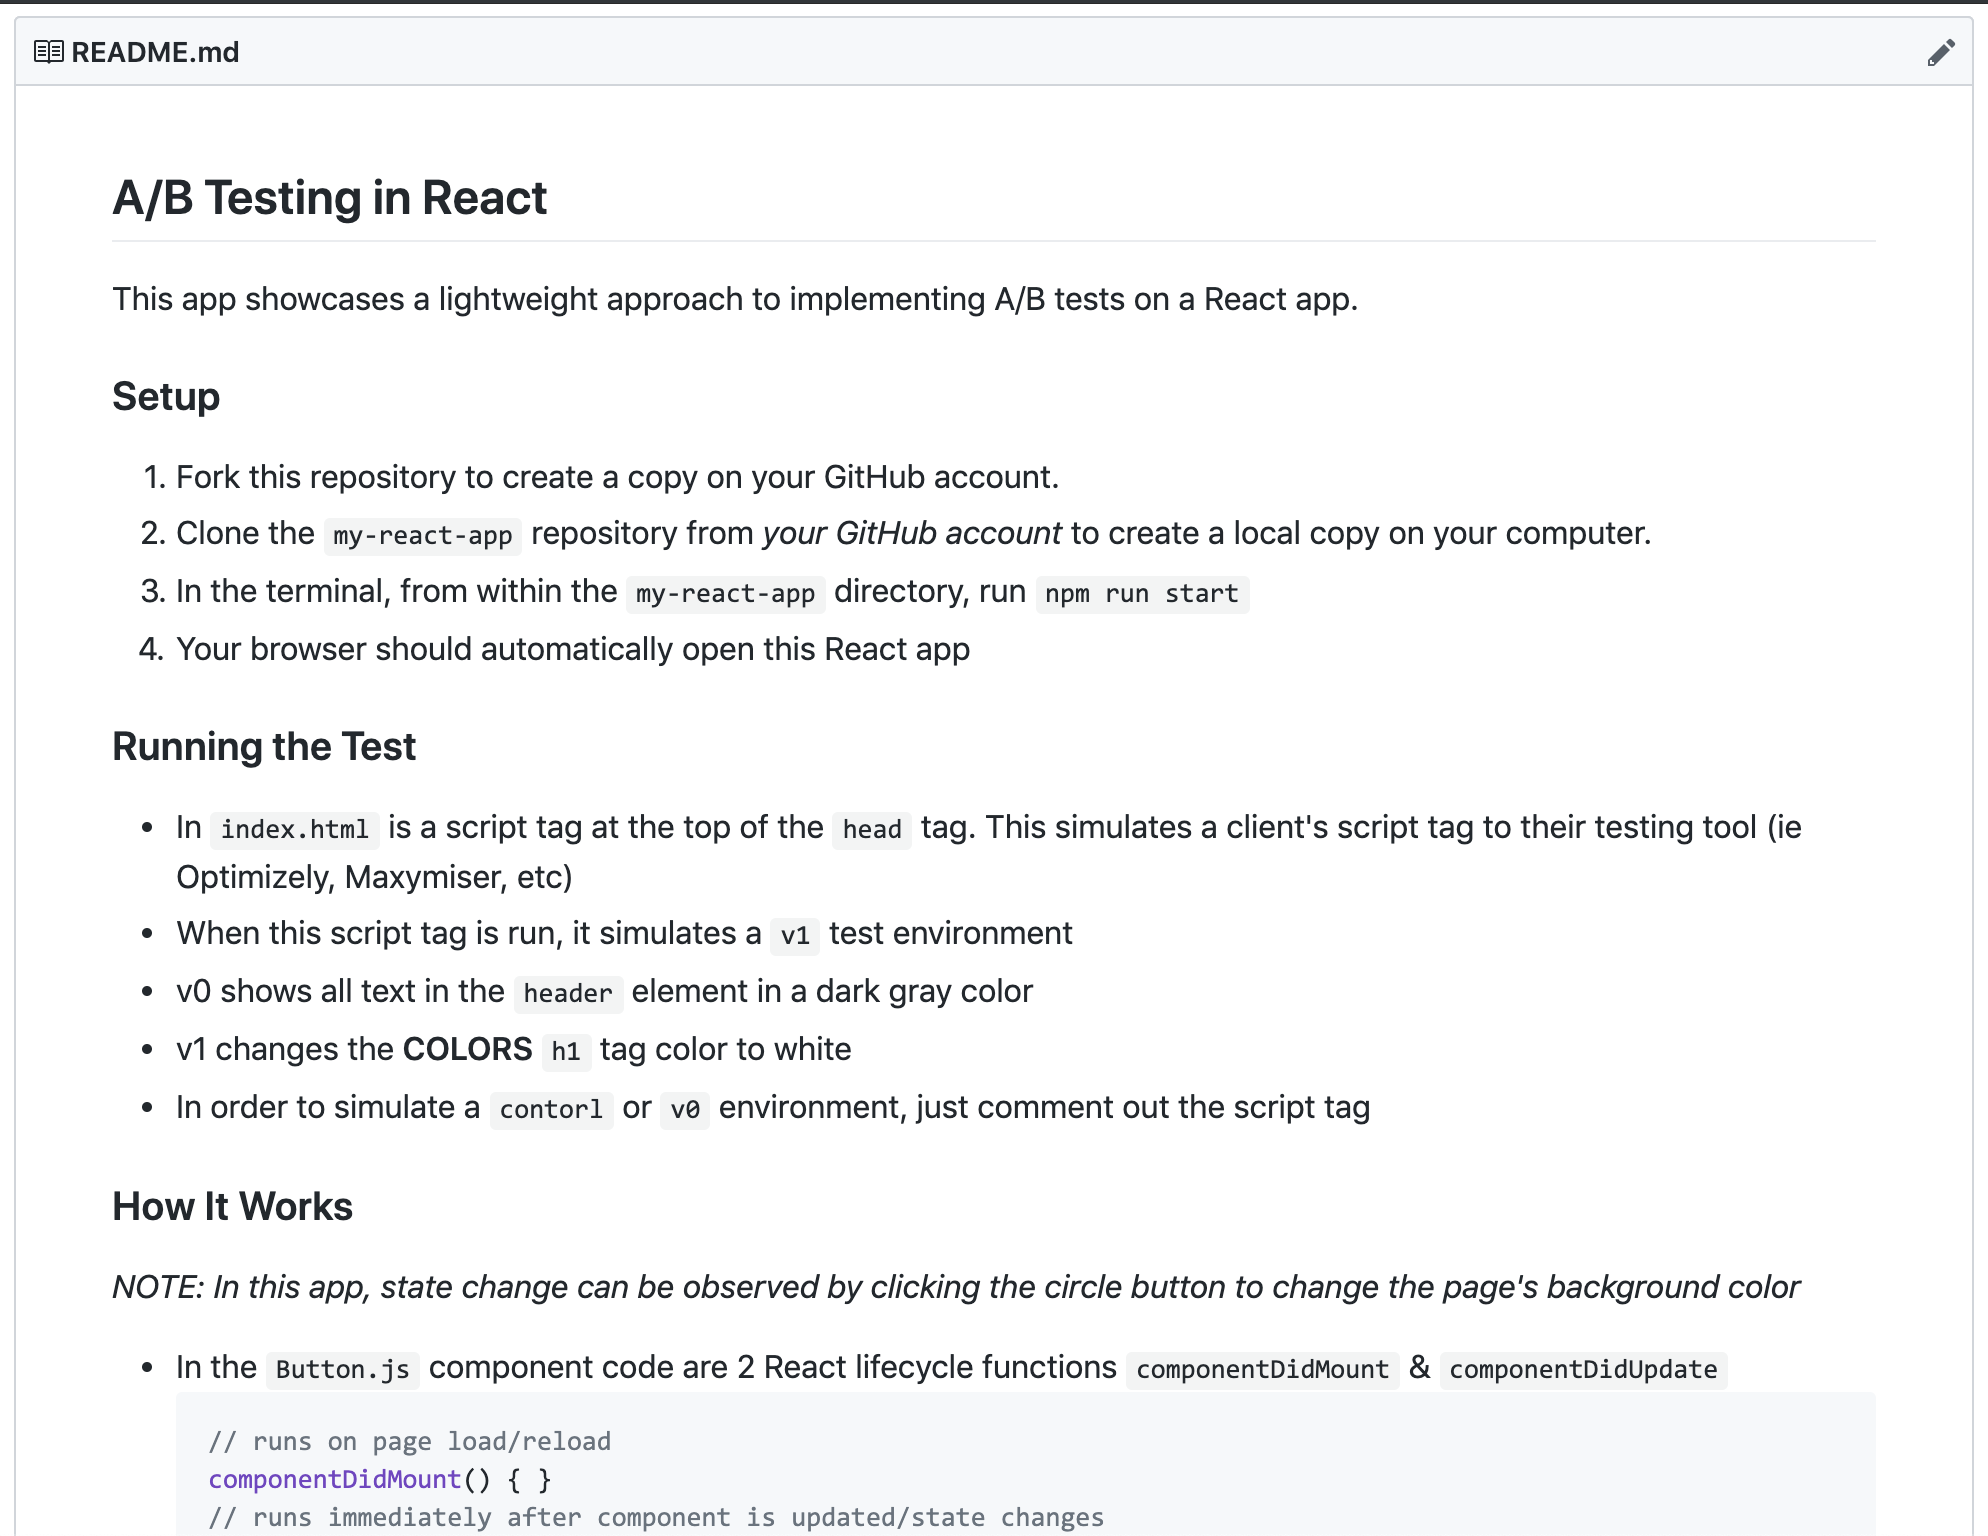 README.md
A/B Testing in React
This app showcases a lightweight approach to implementing A/B tests on a React app.
Setup
1. Fork this repository to create a copy on your GitHub account.
2. Clone the my-react-app repository from your GitHub account to create a local copy on your computer.
3. In the terminal, from within the my-react-app directory, run npm run start
4. Your browser should automatically open this React app
Running the Test
• In index.html is a script tag at the top of the head tag. This simulates a client's script tag to their testing tool (ie
Optimizely, Maxymiser, etc)
• When this script tag is run, it simulates a v1 test environment
• v0 shows all text in the header element in a dark gray color
• v1 changes the COLORS h1 tag color to white
• In order to simulate a contorl or v0 environment, just comment out the script tag
How It Works
NOTE: In this app, state change can be observed by clicking the circle button to change the page's background color
• In the Button.js component code are 2 React lifecycle functions componentDidMount & componentDidUpdate
// runs on page load/reload
componentDidMount() { }
// runs immediately after component is updated/state changes